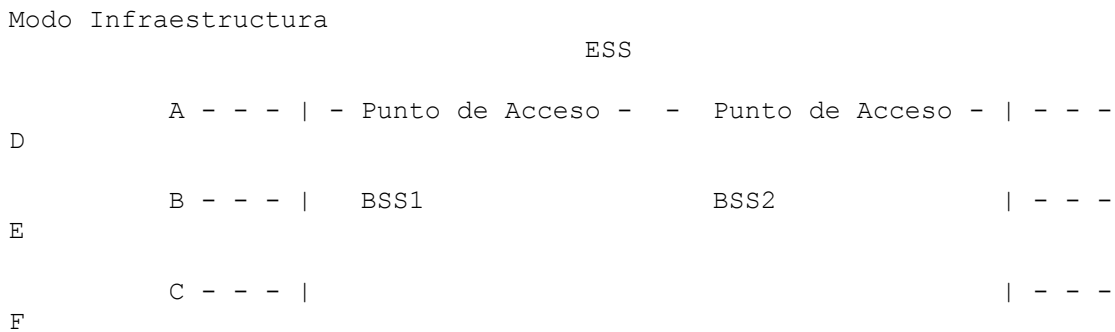 Modo Infraestructura
ESS
A - - - | - Punto de Acceso -  -  Punto de Acceso - | - - -
D
B - - - |   BSS1                  BSS2              | - - -
E
C - - - |                                           | - - -
F